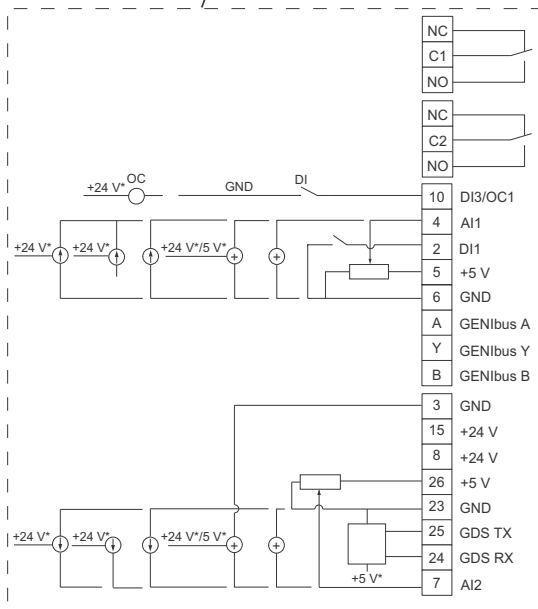 NC
C1
NO
NC
C2
NO
+24 V* OC GND DI 10 DI3/OC1
4 AI1
+24 V* +24 V* +24 V*/5 V* 2 DI1
5 +5 V
6 GND
A GENIbus A
Y GENIbus Y
B GENIbus B
3 GND
15 +24 V
8 +24 V
26 +5 V
23 GND
+24 V* +24 V* +24 V*/5 V* 25 GDS TX
24 GDS RX
+5 V* 7 AI2